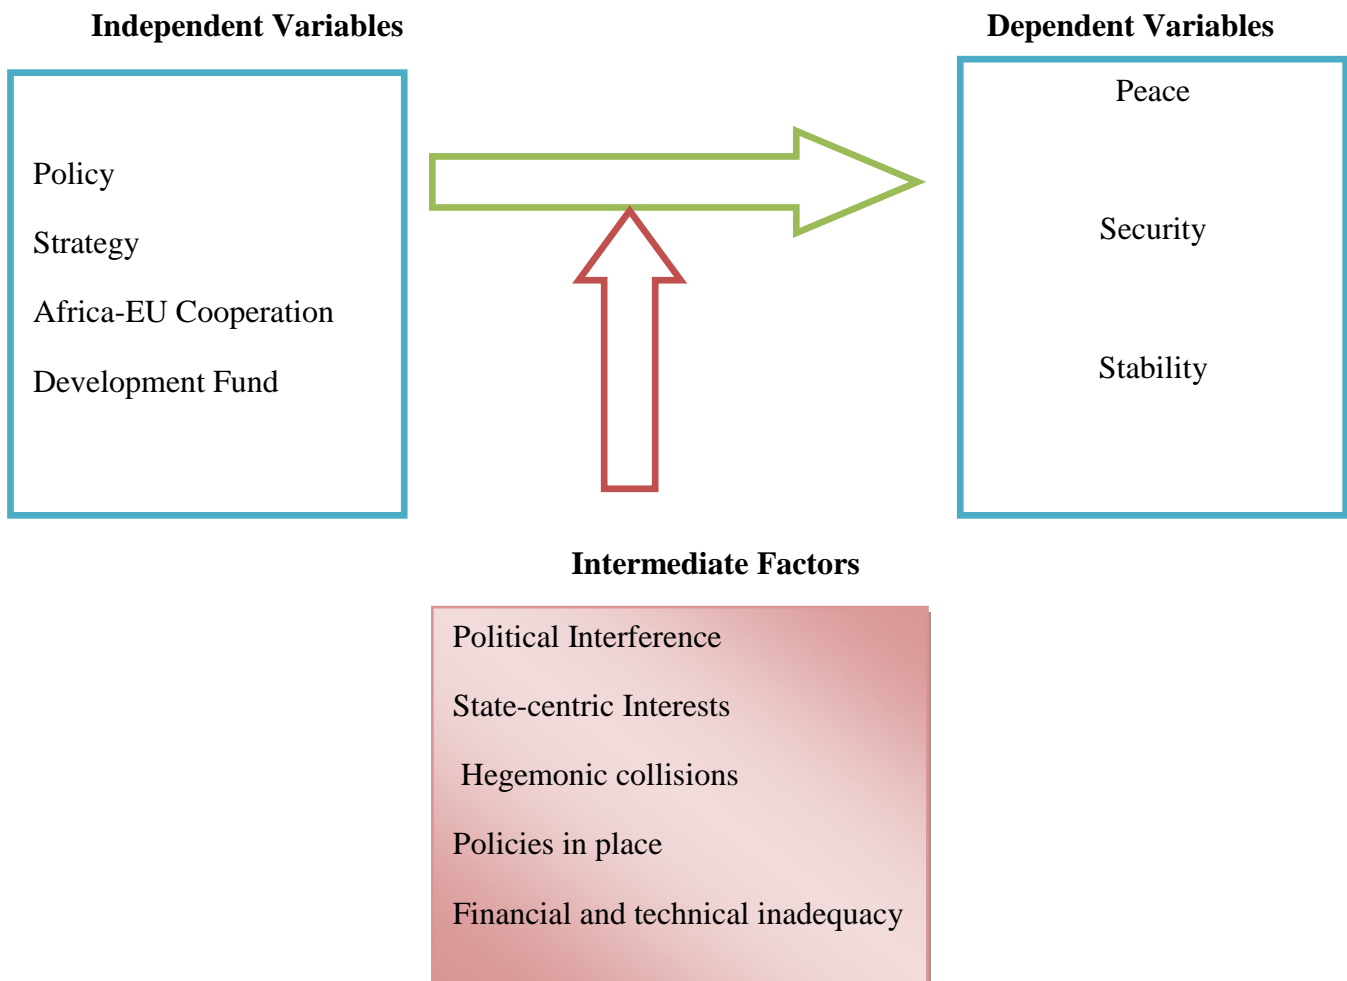 Independent Variables
Policy
Strategy
Africa-EU Cooperation
Development Fund
Dependent Variables
Peace
Security
Stability
Intermediate Factors
Political Interference
State-centric Interests
Hegemonic collisions
Policies in place
Financial and technical inadequacy